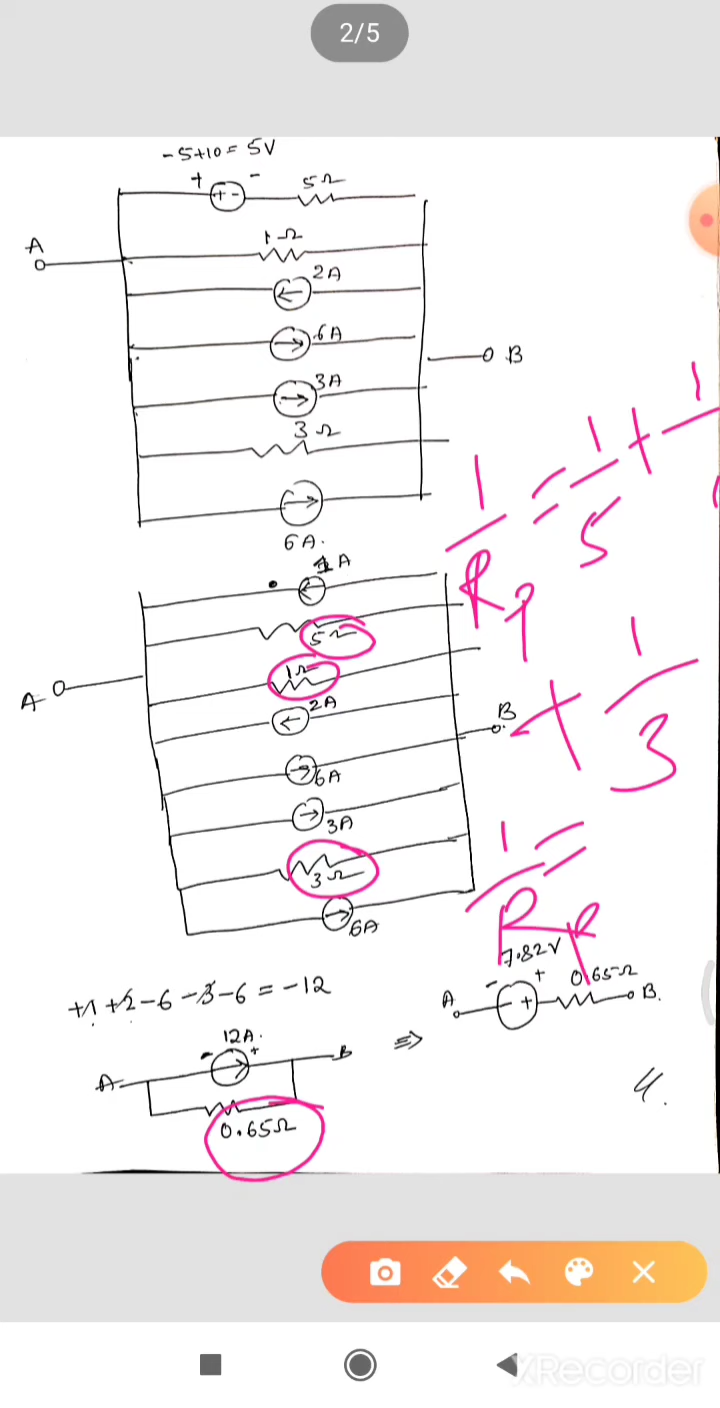 2/5
-5+10 = 5V
+ -
+ -
5Ω
A
1Ω
2A
6A
B
3A
3Ω
6A.
1A
5Ω
1Ω
A
2A
B
6A
3A
3Ω
6A
1/Rp = 1/5 + 1/
+ 1/3
1/Rp =
+1 +2 -6 -3 -6 = -12
12A.
- +
A
B
0.65Ω
⇒
7.82V
- +
+
0.65Ω
A
B.
4.
XRecorder